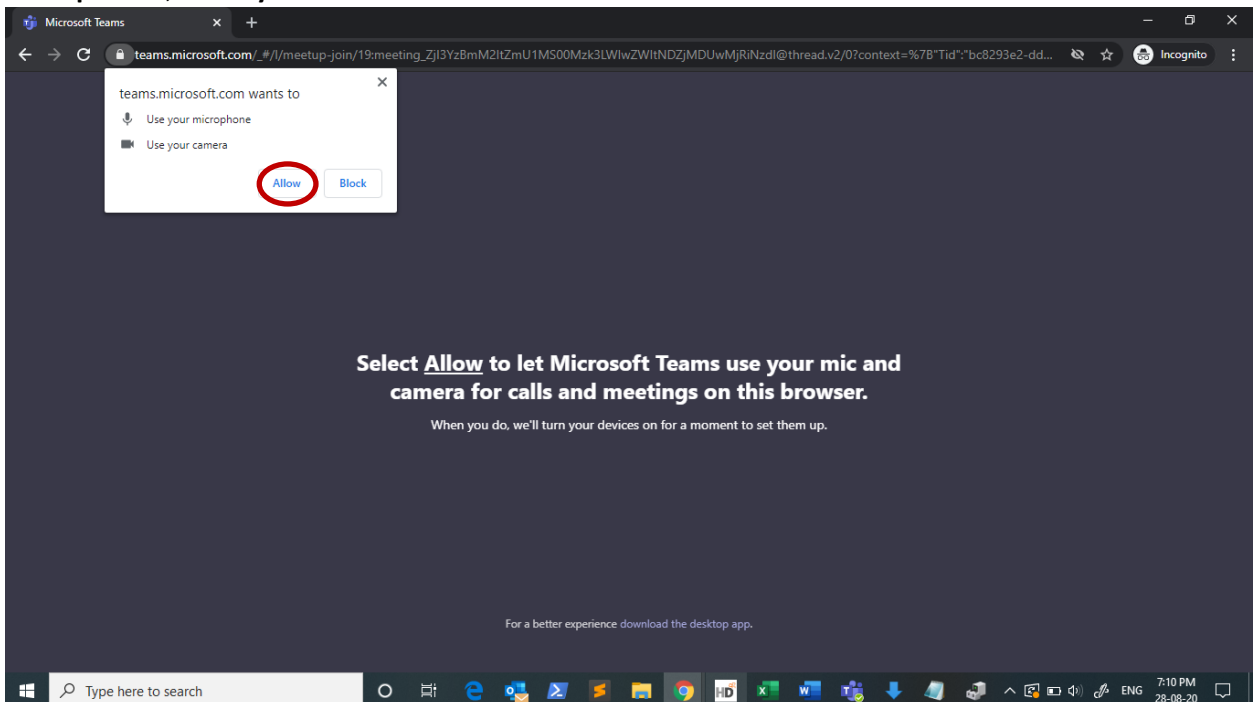 Microsoft Teams
teams.microsoft.com/_#/l/meetup-join/19:meeting_ZjI3YzBmM2ItZmU1MS00Mzk3LWIwZWItNDZjMDUwMjRiNzdl@thread.v2/0?context=%7B"Tid":"bc8293e2-dd...
Incognito
teams.microsoft.com wants to
Use your microphone
Use your camera
Allow Block
Select Allow to let Microsoft Teams use your mic and
camera for calls and meetings on this browser.
When you do, we'll turn your devices on for a moment to set them up.
For a better experience download the desktop app.
Type here to search
HD
ENG
7:10 PM
28-08-20